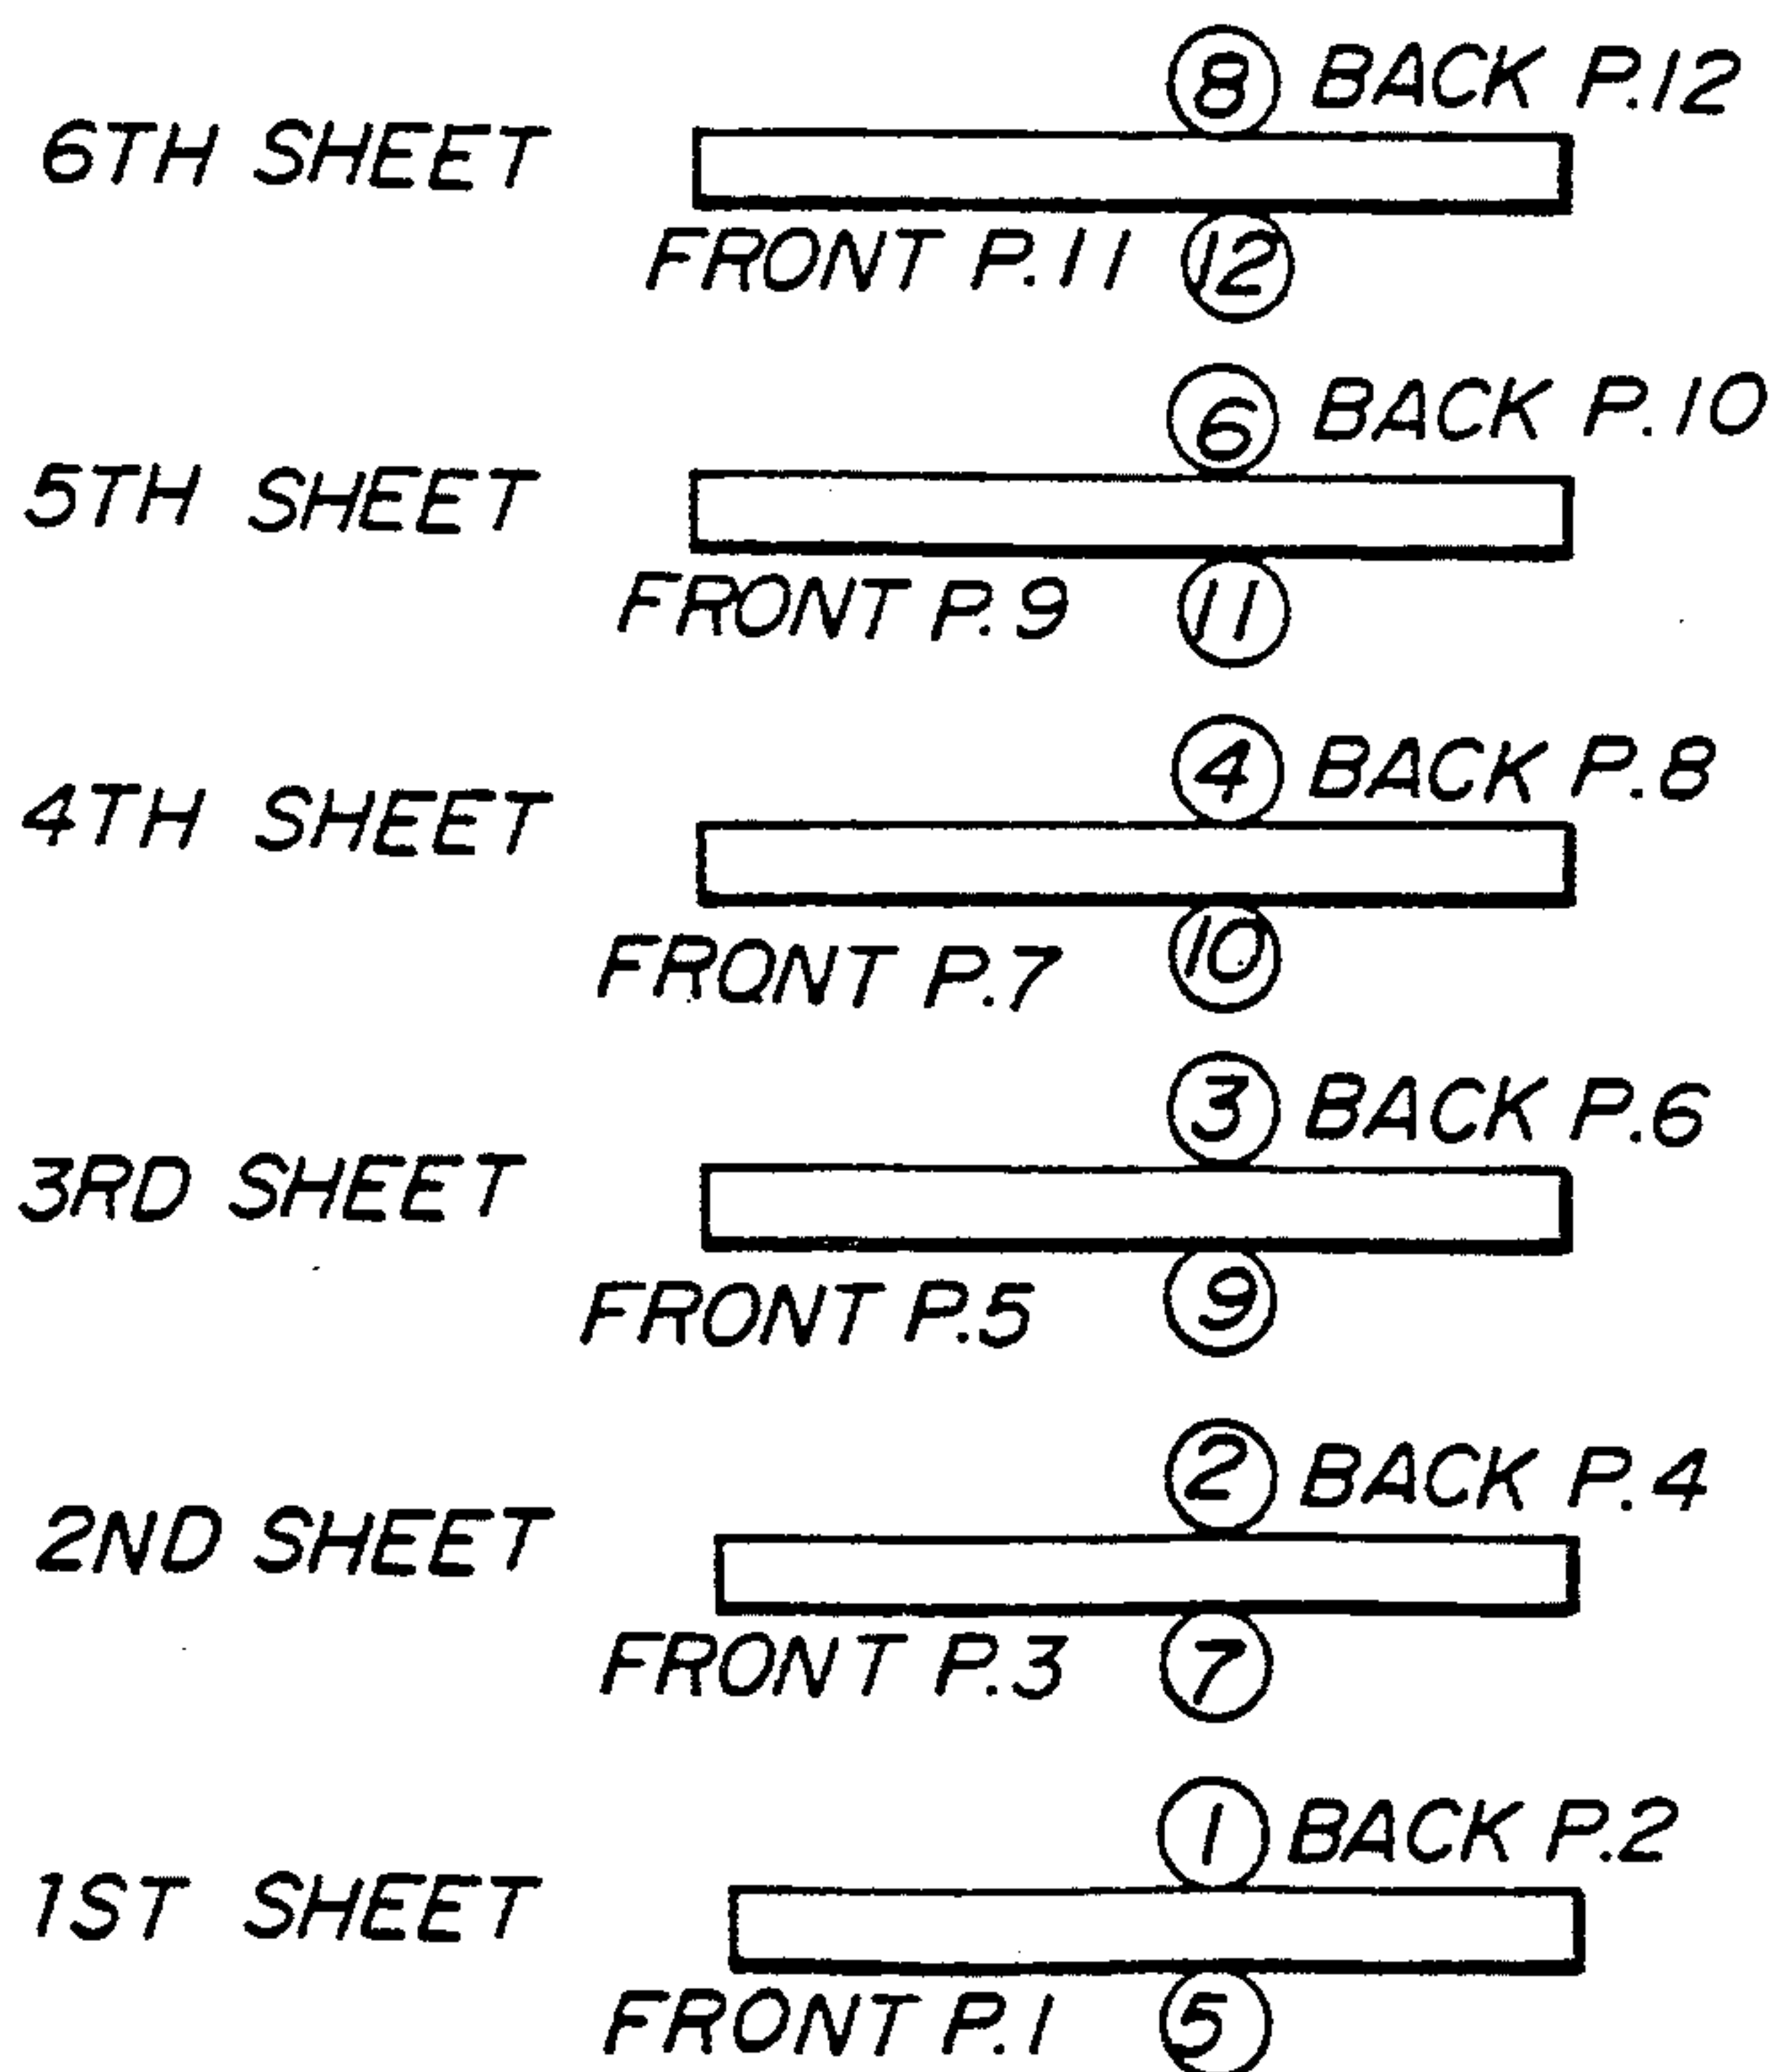 ⑧ BACK P.12
6TH SHEET
FRONT P.11 ⑫
⑥ BACK P.10
5TH SHEET
FRONT P.9 ⑪
④ BACK P.8
4TH SHEET
FRONT P.7 ⑩
③ BACK P.6
3RD SHEET
FRONT P.5 ⑨
② BACK P.4
2ND SHEET
FRONT P.3 ⑦
① BACK P.2
1ST SHEET
FRONT P.1 ⑤